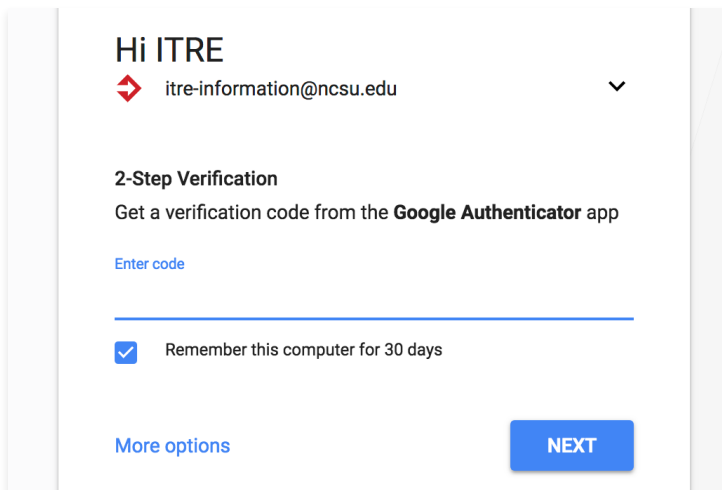 Hi ITRE
itre-information@ncsu.edu
2-Step Verification
Get a verification code from the Google Authenticator app
Enter code
Remember this computer for 30 days
More options
NEXT